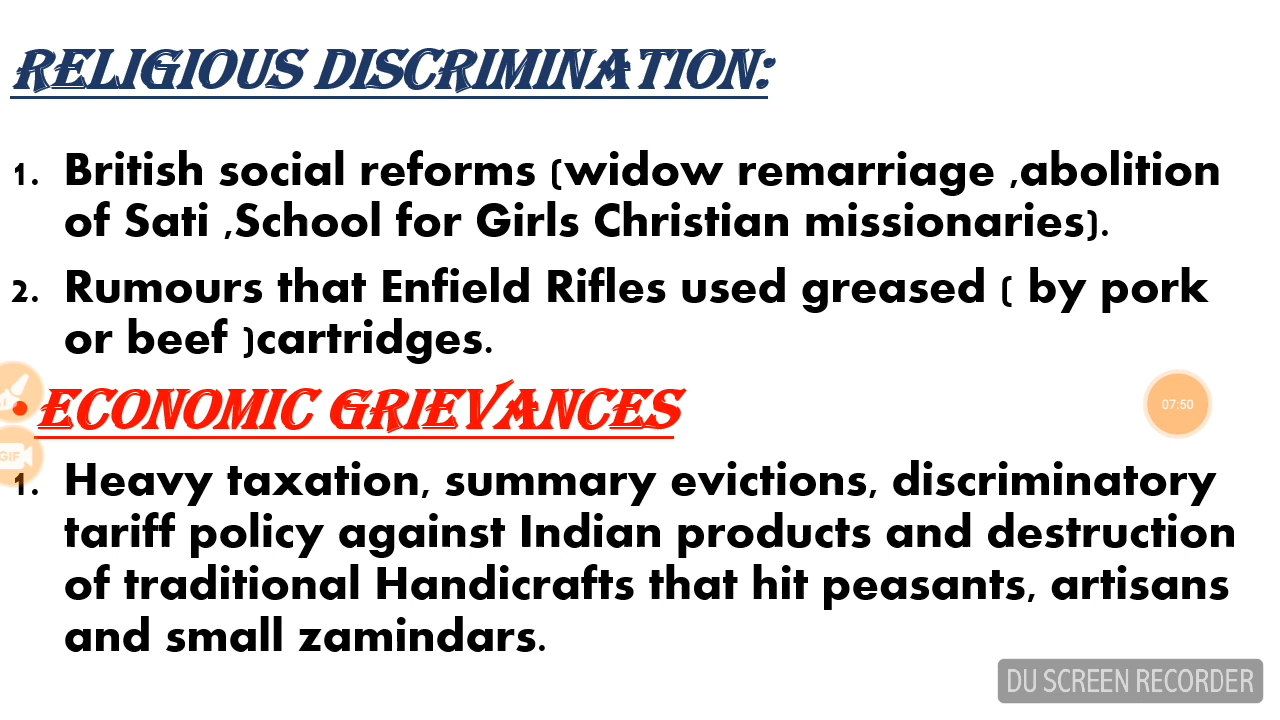 RELIGIOUS DISCRIMINATION:
1. British social reforms (widow remarriage ,abolition
of Sati ,School for Girls Christian missionaries).
2. Rumours that Enfield Rifles used greased ( by pork
or beef )cartridges.
• ECONOMIC GRIEVANCES
07:50
GIF
1. Heavy taxation, summary evictions, discriminatory
tariff policy against Indian products and destruction
of traditional Handicrafts that hit peasants, artisans
and small zamindars.
DU SCREEN RECORDER